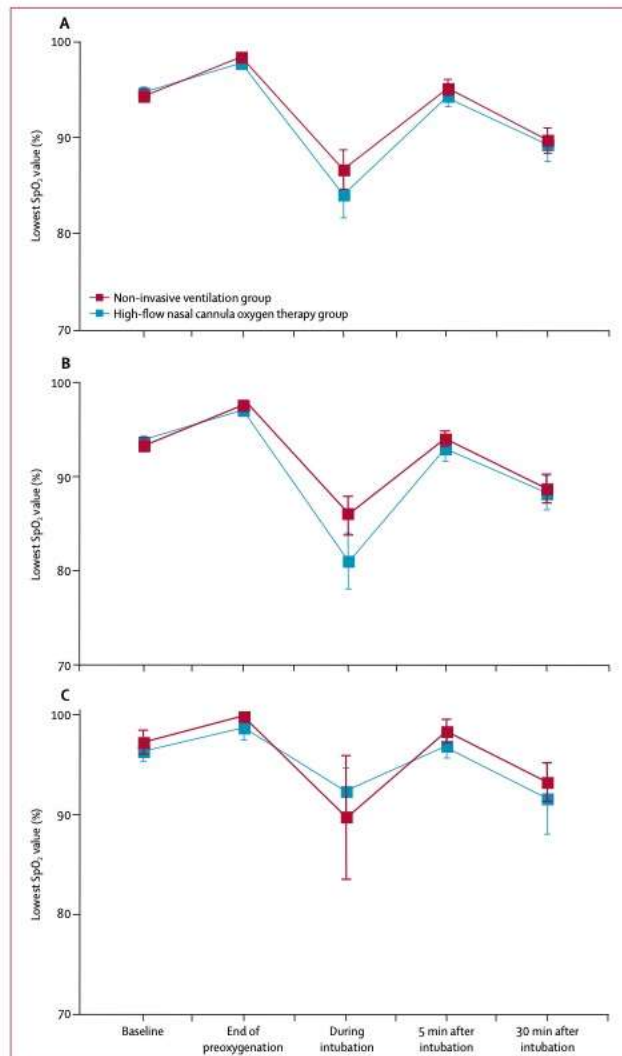 A
100
90
80
70
Lowest SpO₂ value (%)
Non-invasive ventilation group
High-flow nasal cannula oxygen therapy group
B
100
90
80
70
Lowest SpO₂ value (%)
C
100
90
80
70
Lowest SpO₂ value (%)
Baseline
End of
preoxygenation
During
intubation
5 min after
intubation
30 min after
intubation